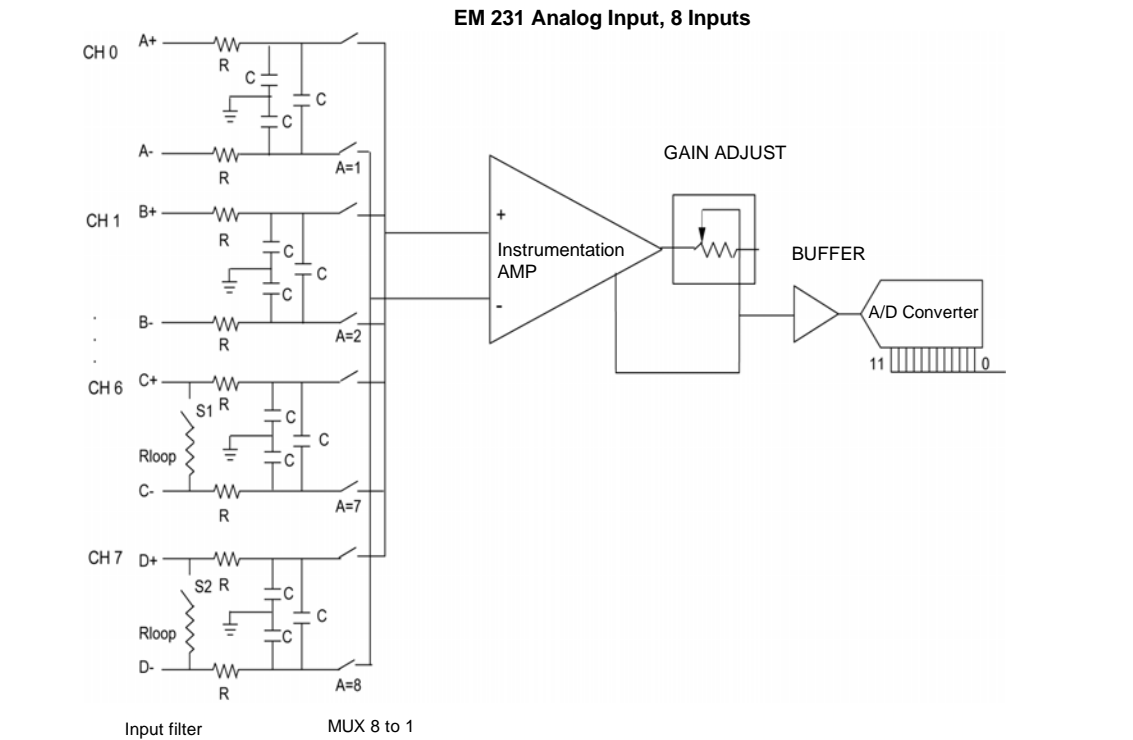 EM 231 Analog Input, 8 Inputs
CH 0
A+
R
C
C
C
A-
R
A=1
CH 1
B+
R
C
C
C
B-
R
A=2
CH 6
C+
S1
R
C
C
C
Rloop
C-
R
A=7
CH 7
D+
S2
R
C
C
C
Rloop
D-
R
A=8
Input filter
MUX 8 to 1
+
Instrumentation
AMP
-
GAIN ADJUST
BUFFER
A/D Converter
11
0